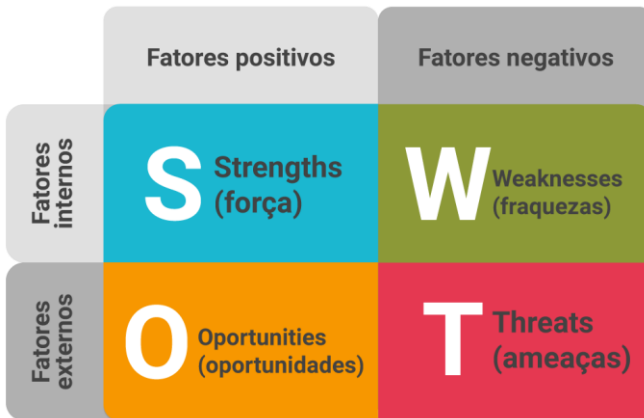 Fatores positivos
Fatores negativos
Fatores
internos
S
Strengths
(força)
W
Weaknesses
(fraquezas)
Fatores
externos
O
Oportunities
(oportunidades)
T
Threats
(ameaças)